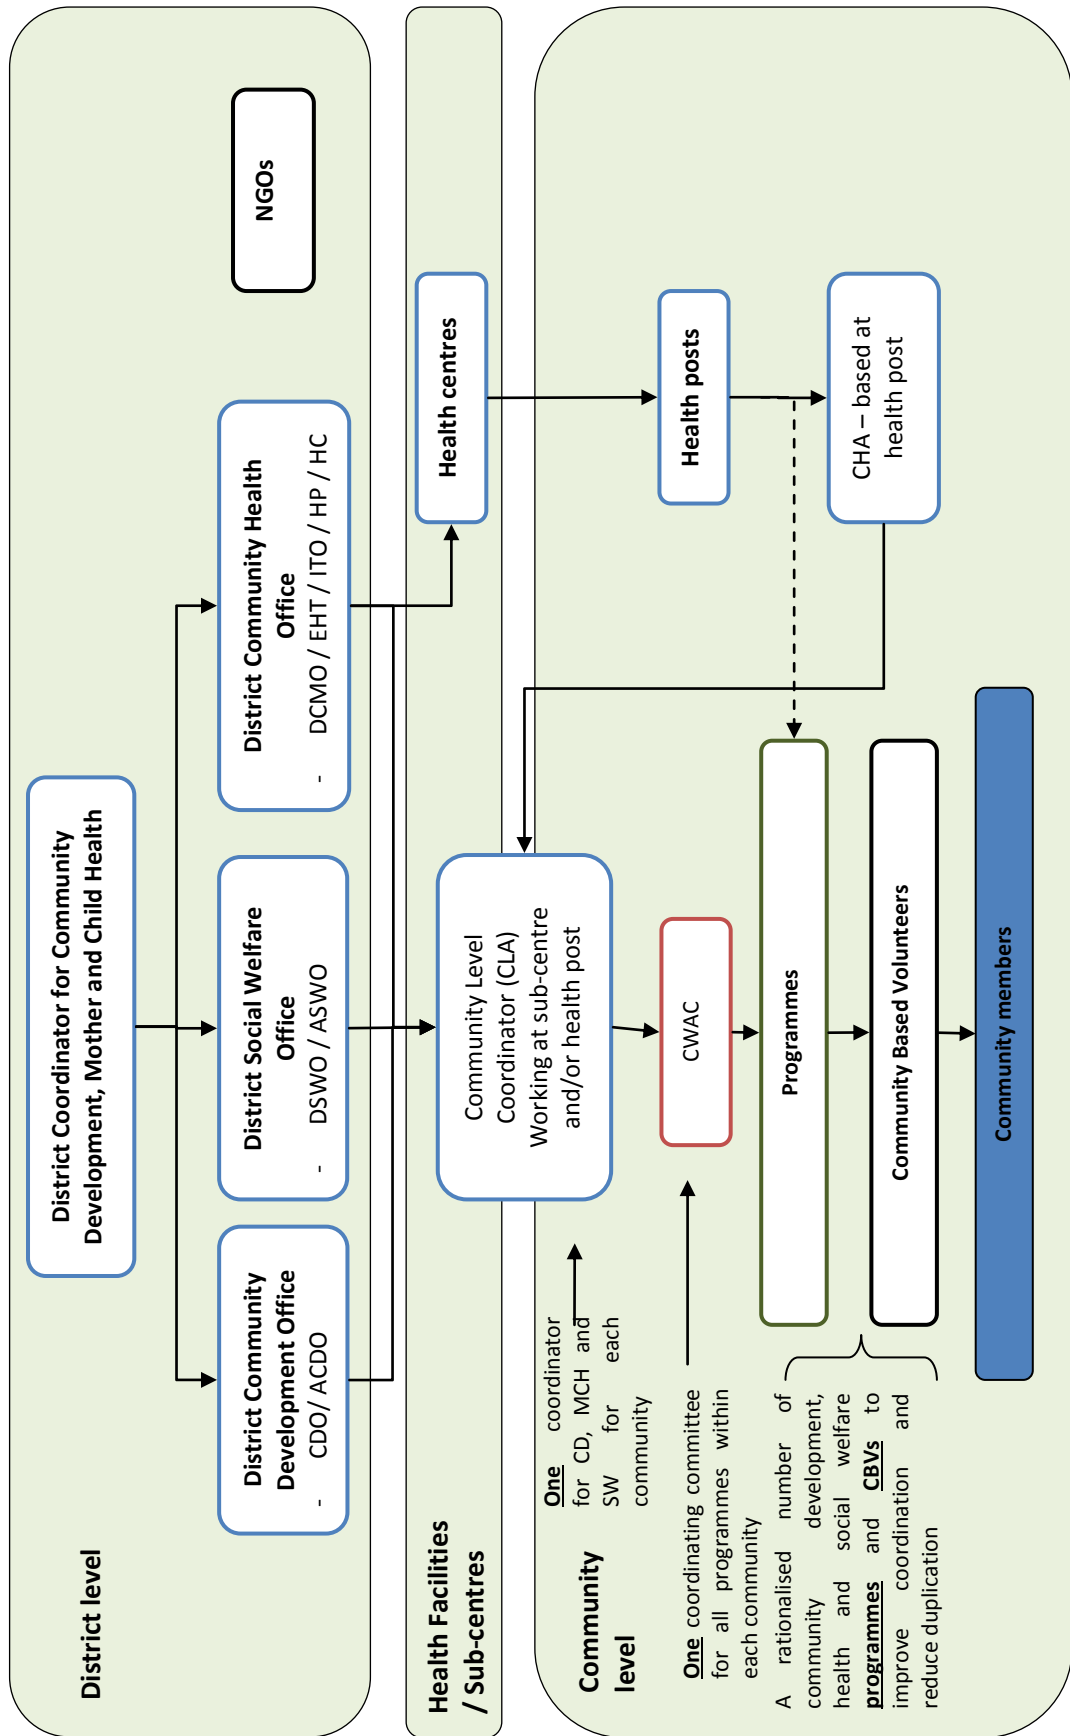 District level
District Coordinator for Community
Development, Mother and Child Health
District Community
Development Office
- CDO/ ACDO
District Social Welfare
Office
- DSWO / ASWO
District Community Health
Office
- DCMO / EHT / ITO / HP / HC
NGOs
Health Facilities
/ Sub-centres
Health centres
Community Level
Coordinator (CLA)
Working at sub-centre
and/or health post
Community
level
One coordinator
for CD, MCH and
SW for each
community
CWAC
Health posts
One coordinating committee
for all programmes within
each community
Programmes
CHA – based at
health post
A rationalised number of
community development,
health and social welfare
programmes and CBVs to
improve coordination and
reduce duplication
Community Based Volunteers
Community members